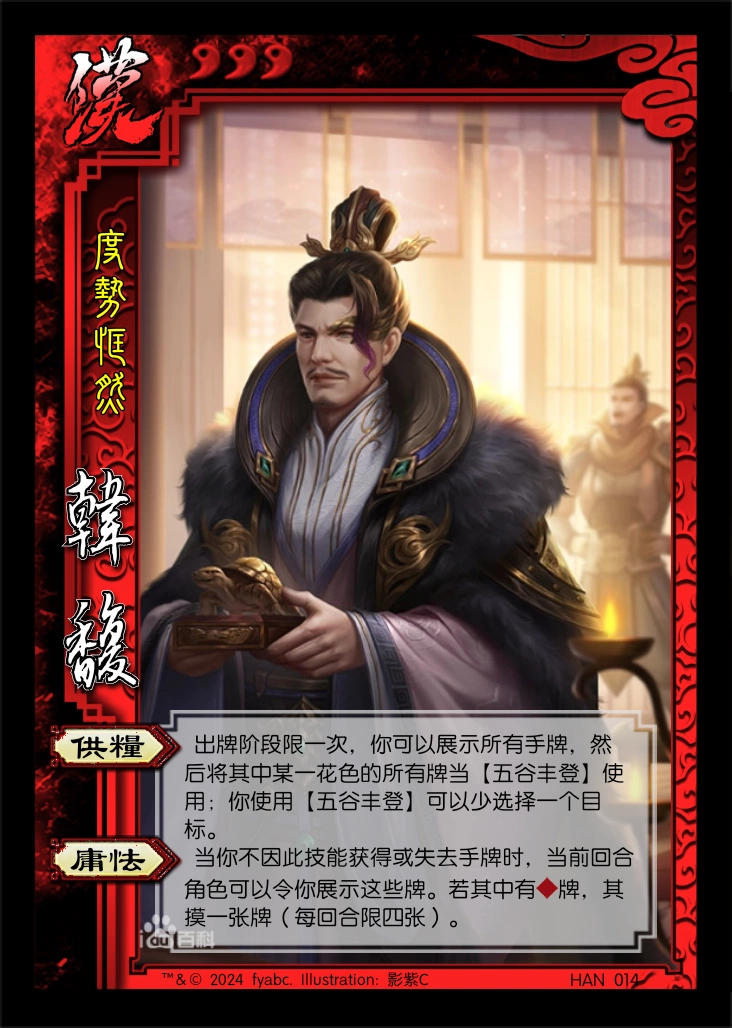 度勢恇然
韓馥
供糧
出牌阶段限一次，你可以展示所有手牌，然
后将其中某一花色的所有牌当【五谷丰登】使
用；你使用【五谷丰登】可以少选择一个目
标。
庸怯
当你不因此技能获得或失去手牌时，当前回合
角色可以令你展示这些牌。若其中有◆牌，其
摸一张牌（每回合限四张）。
Baidu百科
™&© 2024 fyabc. Illustration: 影紫C
HAN 014